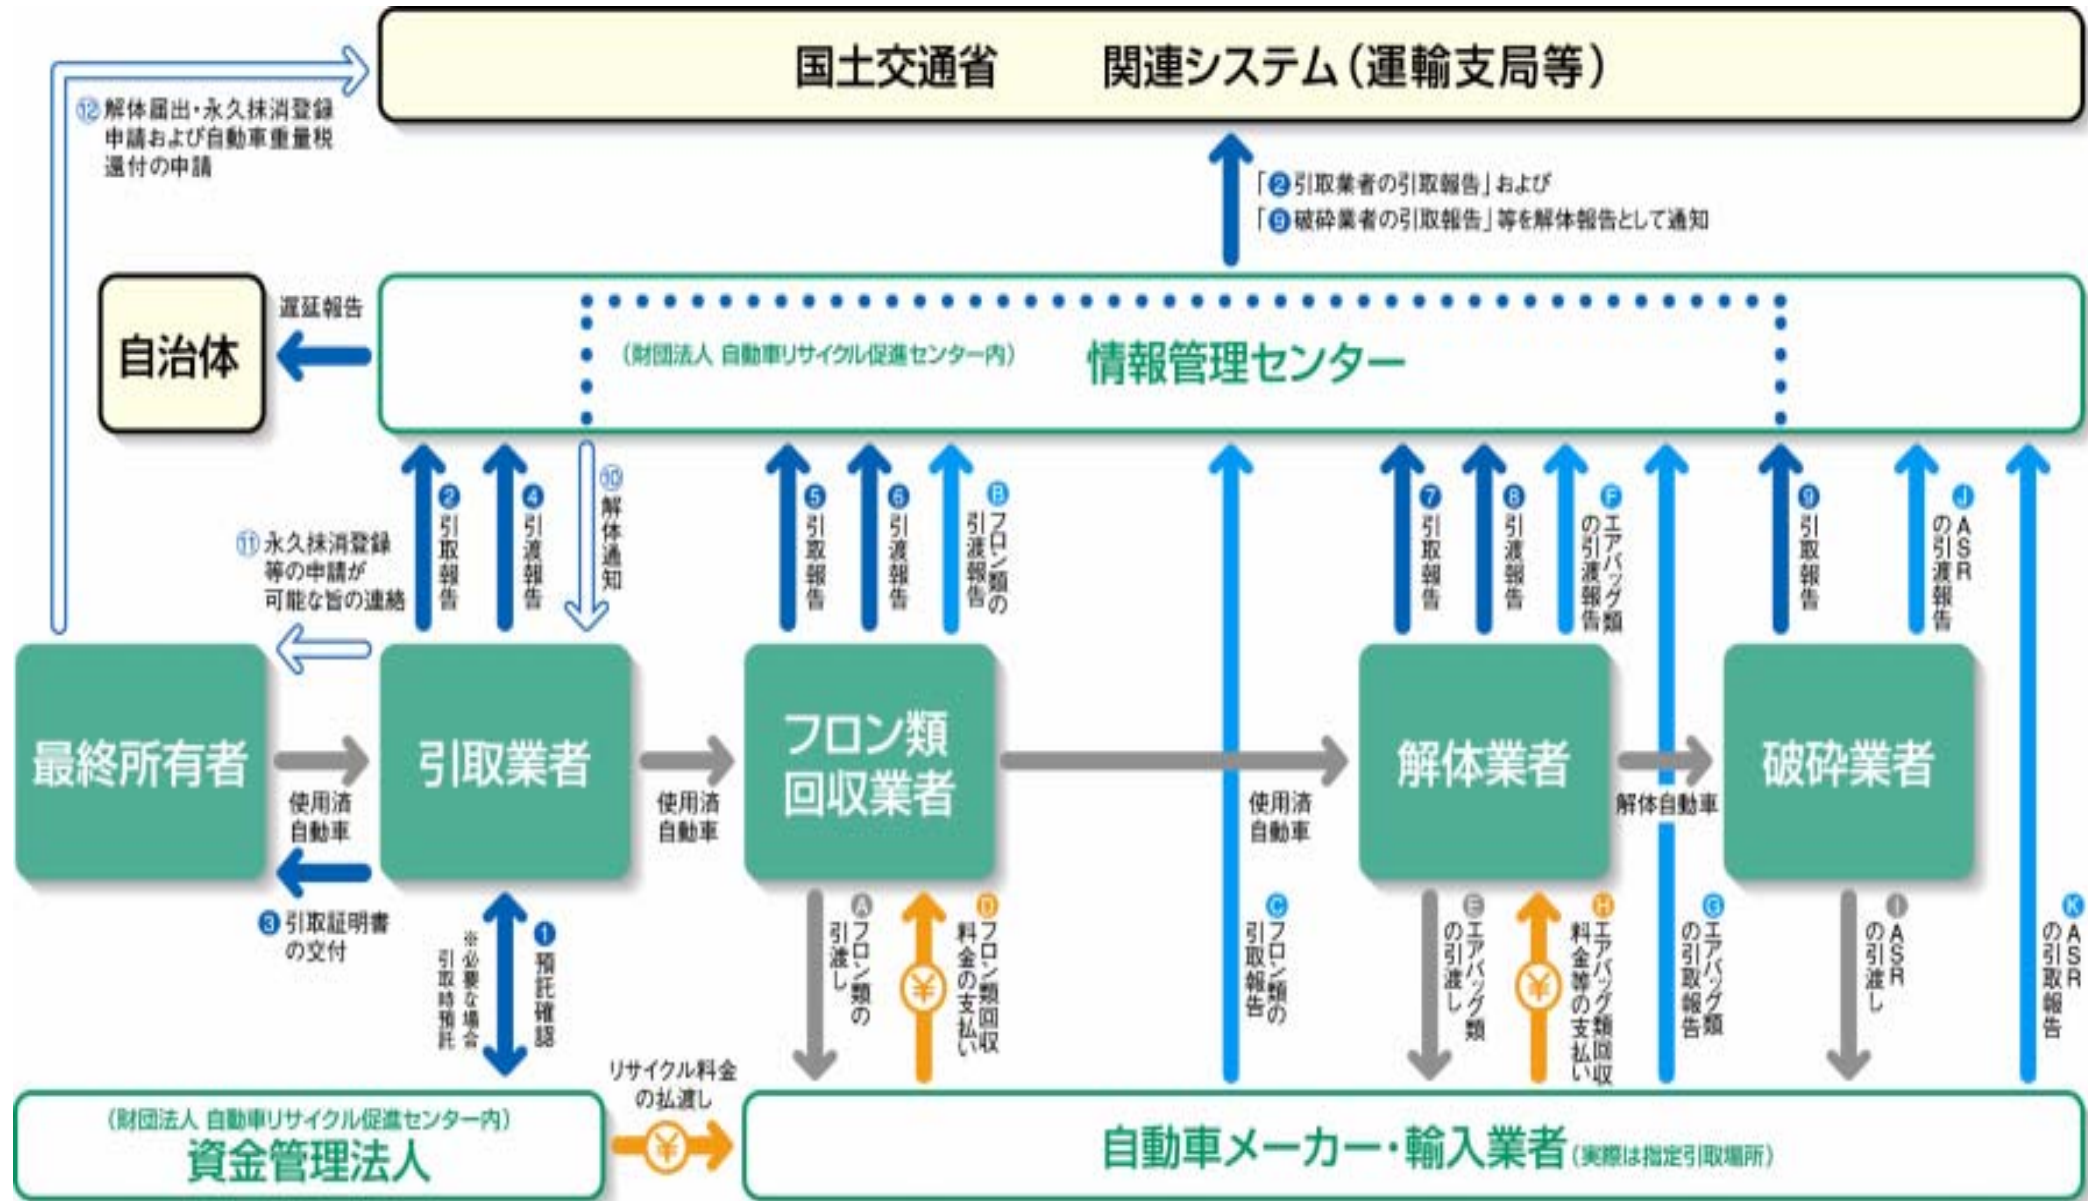 国土交通省 関連システム(運輸支局等)
⑫解体届出・永久抹消登録
申請および自動車重量税
還付の申請
「❷引取業者の引取報告」および
「❾破砕業者の引取報告」等を解体報告として通知
自治体
遅延報告
(財団法人 自動車リサイクル促進センター内) 情報管理センター
⑪永久抹消登録
等の申請が
可能な旨の連絡
❷引取報告
❹引渡報告
⑩解体通知
❺引取報告
❻引渡報告
Ⓑフロン類の
引渡報告
❼引取報告
❽引渡報告
Ⓕエアバッグ類
の引渡報告
❾引取報告
ⒿASR
の引渡報告
最終所有者
使用済
自動車
引取業者
使用済
自動車
フロン類
回収業者
使用済
自動車
解体業者
解体自動車
破砕業者
❸引取証明書
の交付
❶預託確認
※必要な場合
引取時預託
Ⓐフロン類の
引渡し
Ⓓフロン類回収
料金の支払い
¥
Ⓒフロン類の
引取報告
Ⓔエアバッグ類
の引渡し
Ⓗエアバッグ類回収
料金等の支払い
¥
Ⓖエアバッグ類
の引取報告
ⒾASR
の引渡し
ⓀASR
の引取報告
(財団法人 自動車リサイクル促進センター内)
資金管理法人
リサイクル料金
の払渡し
¥
自動車メーカー・輸入業者(実際は指定引取場所)